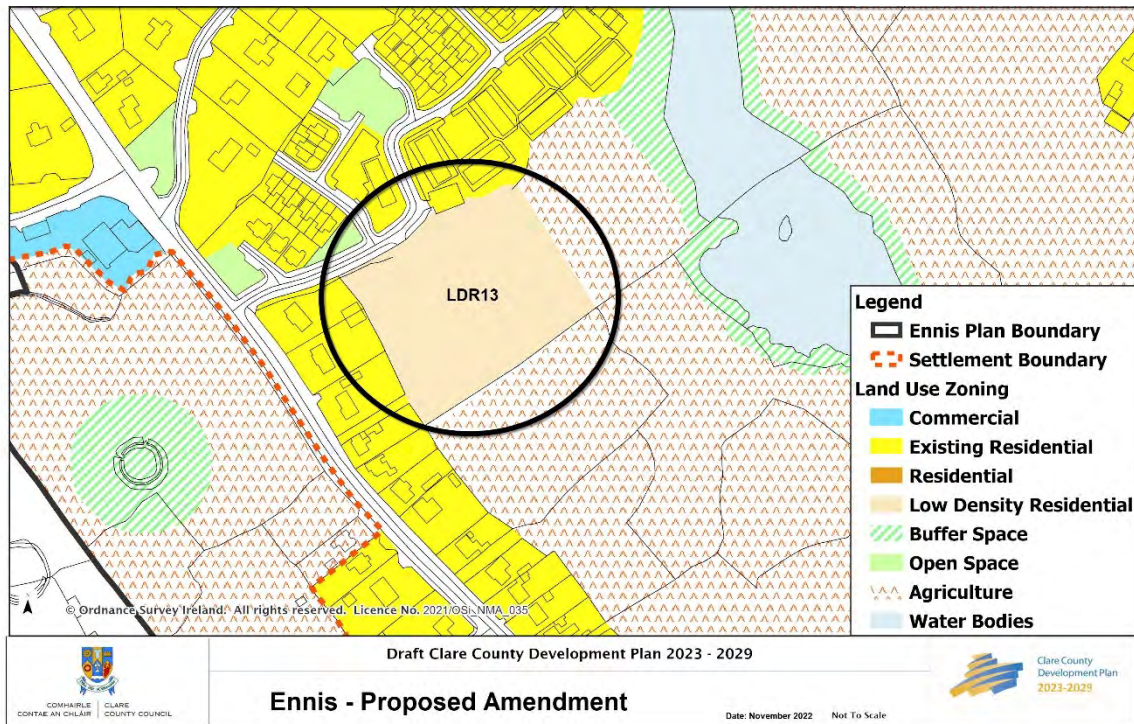 LDR13
Legend
Ennis Plan Boundary
Settlement Boundary
Land Use Zoning
Commercial
Existing Residential
Residential
Low Density Residential
Buffer Space
Open Space
Agriculture
Water Bodies
© Ordnance Survey Ireland. All rights reserved. Licence No. 2021/OSi_NMA_035
COMHAIRLE CONTAE AN CHLÁIR
CLARE COUNTY COUNCIL
Draft Clare County Development Plan 2023 - 2029
Ennis - Proposed Amendment
Date: November 2022 Not To Scale
Clare County
Development Plan
2023-2029